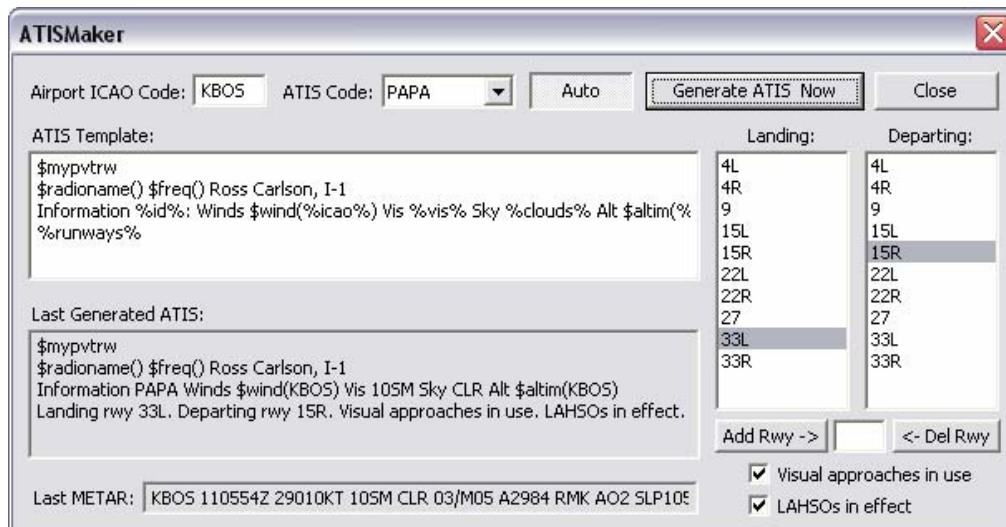 ATISMaker
Airport ICAO Code: KBOS ATIS Code: PAPA Auto Generate ATIS Now Close
ATIS Template:
$mypvtrw
$radioname() $freq() Ross Carlson, I-1
Information %id%: Winds $wind(%icao%) Vis %vis% Sky %clouds% Alt $altim(%
%runways%
Last Generated ATIS:
$mypvtrw
$radioname() $freq() Ross Carlson, I-1
Information PAPA Winds $wind(KBOS) Vis 10SM Sky CLR Alt $altim(KBOS)
Landing rwy 33L. Departing rwy 15R. Visual approaches in use. LAHSOs in effect.
Last METAR: KBOS 110554Z 29010KT 10SM CLR 03/M05 A2984 RMK AO2 SLP105
Landing:
4L
4R
9
15L
15R
22L
22R
27
33L
33R
Departing:
4L
4R
9
15L
15R
22L
22R
27
33L
33R
Add Rwy -> <- Del Rwy
Visual approaches in use
LAHSOs in effect